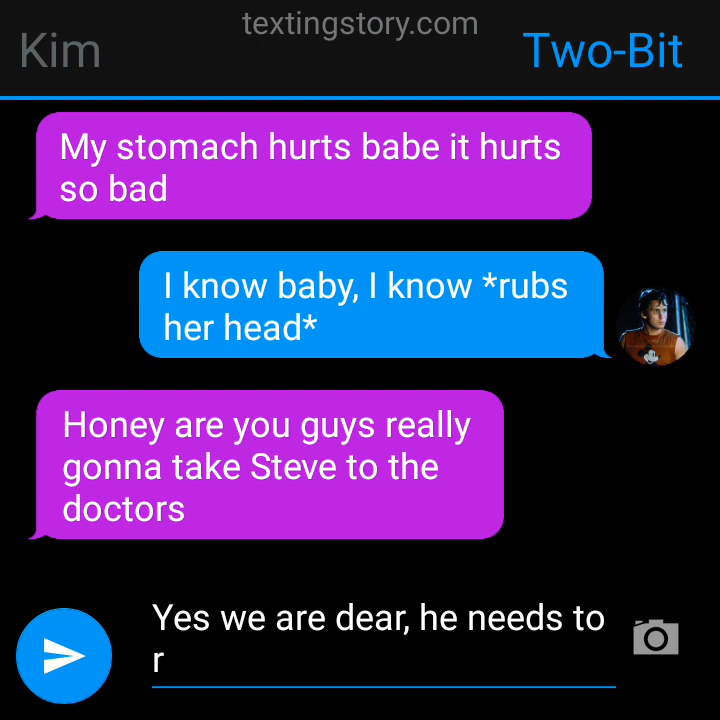 textingstory.com
Kim
Two-Bit
My stomach hurts babe it hurts
so bad
I know baby, I know *rubs
her head*
Honey are you guys really
gonna take Steve to the
doctors
Yes we are dear, he needs to
r